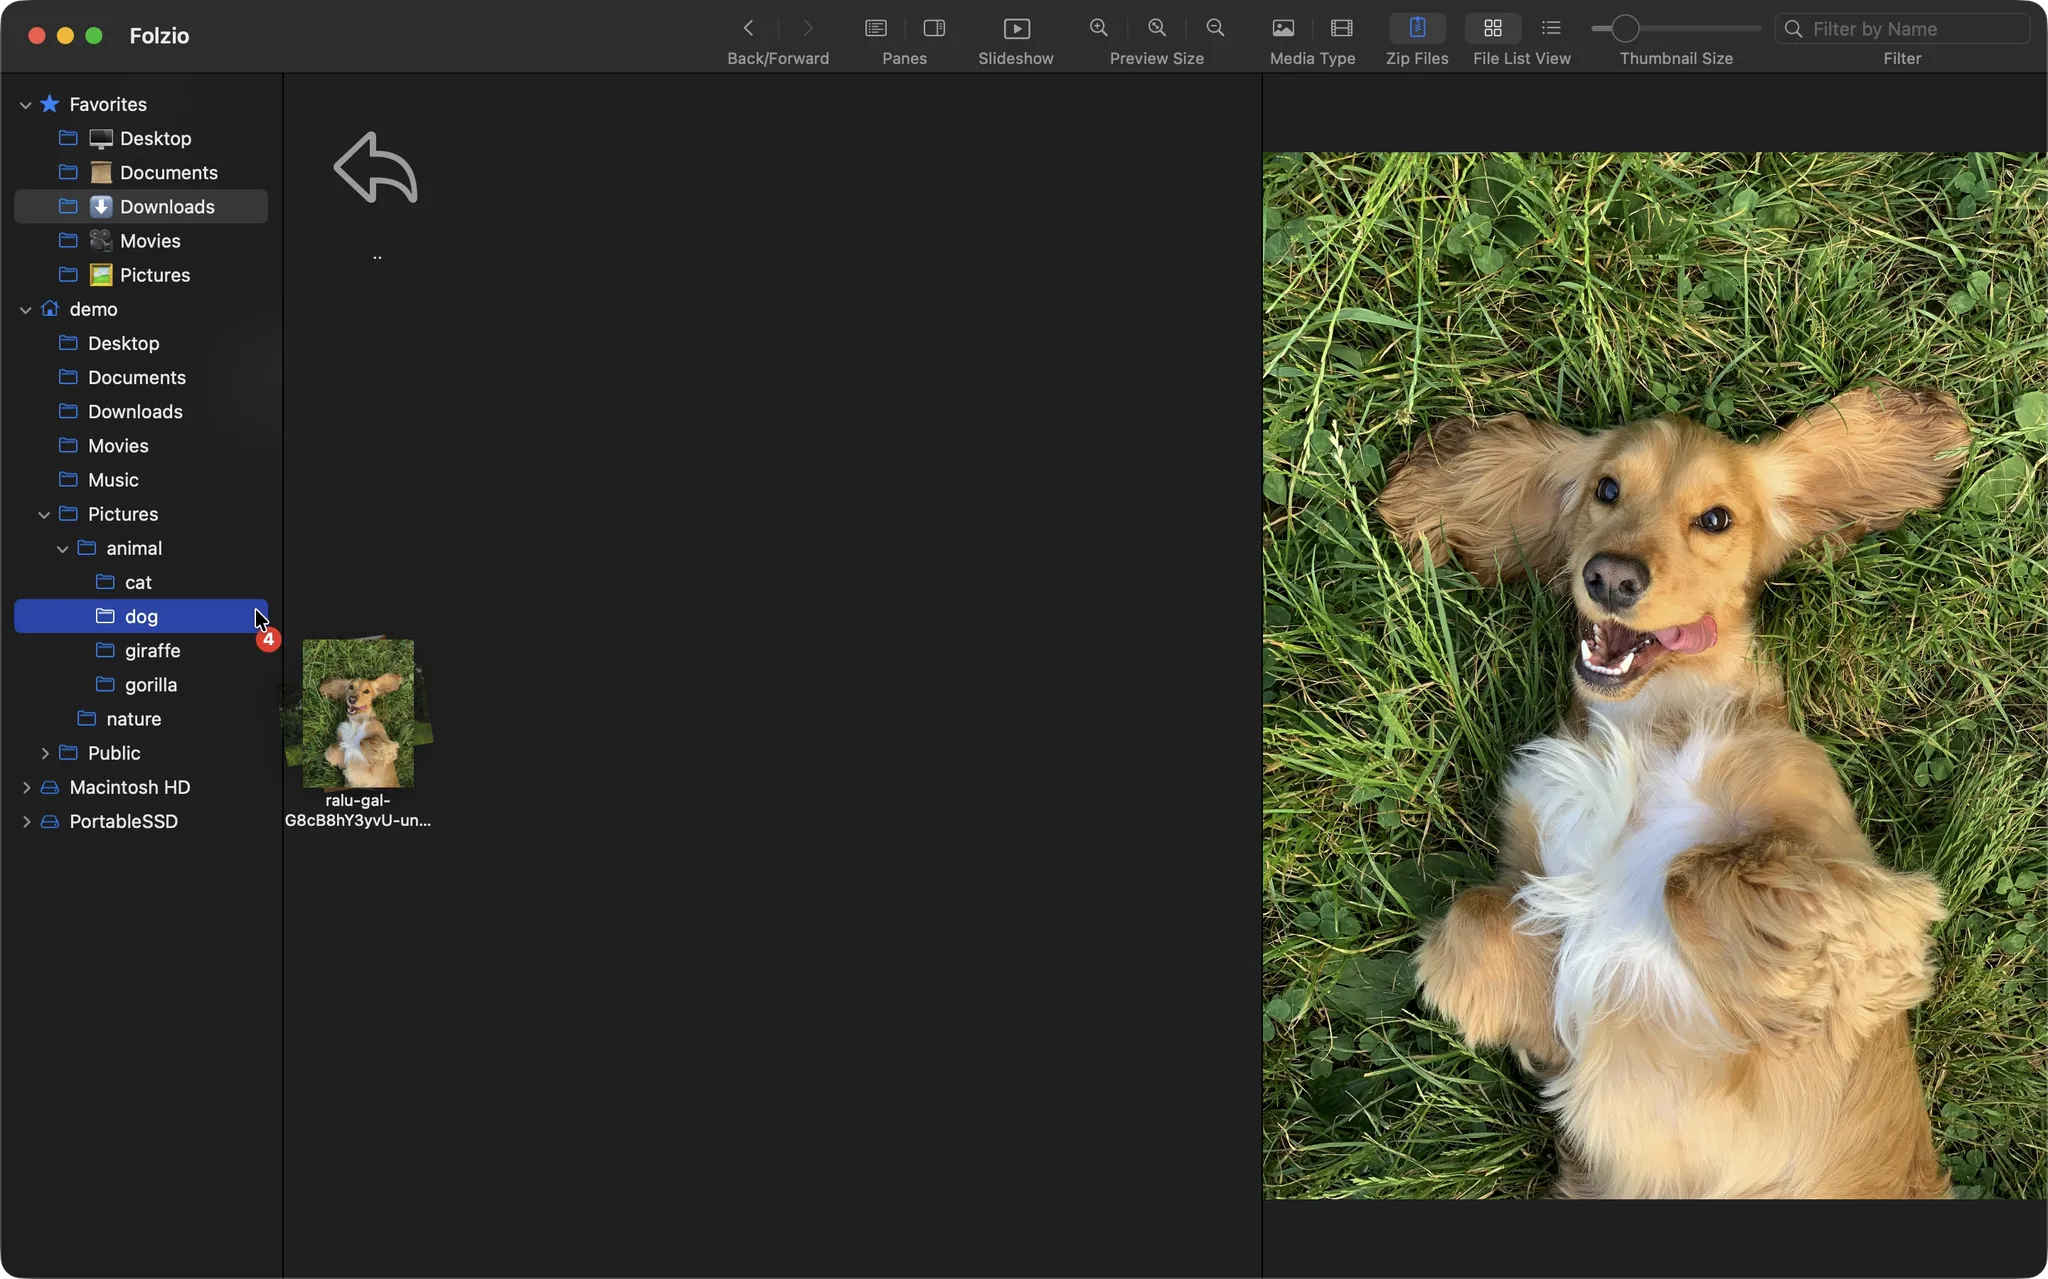 Folzio
Back/Forward
Panes
Slideshow
Preview Size
Media Type
Zip Files
File List View
Thumbnail Size
Filter by Name
Filter
Favorites
Desktop
Documents
Downloads
Movies
Pictures
demo
Desktop
Documents
Downloads
Movies
Music
Pictures
animal
cat
dog
4
giraffe
gorilla
nature
Public
Macintosh HD
PortableSSD
..
ralu-gal-
G8cB8hY3yvU-un...